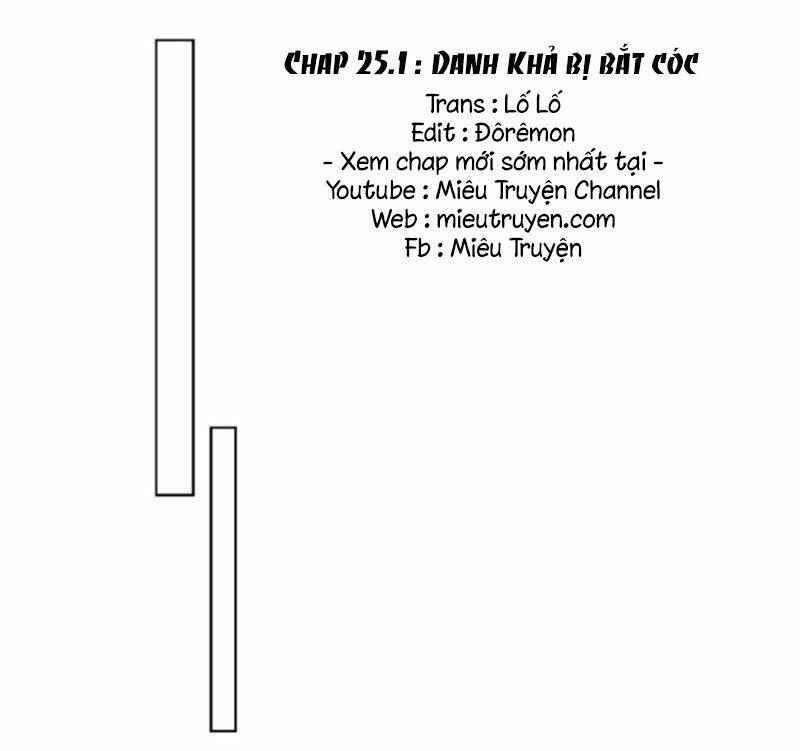 Chap 25.1 : Danh Khả bị bắt cóc
Trans : Lố Lố
Edit : Đôrêmon
- Xem chap mới sớm nhất tại -
Youtube : Miêu Truyện Channel
Web : mieutruyen.com
Fb : Miêu Truyện